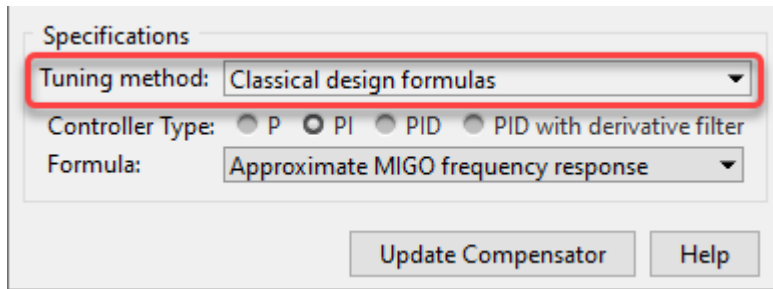 Specifications
Tuning method: Classical design formulas
Controller Type: P PI PID PID with derivative filter
Formula: Approximate MIGO frequency response
Update Compensator Help